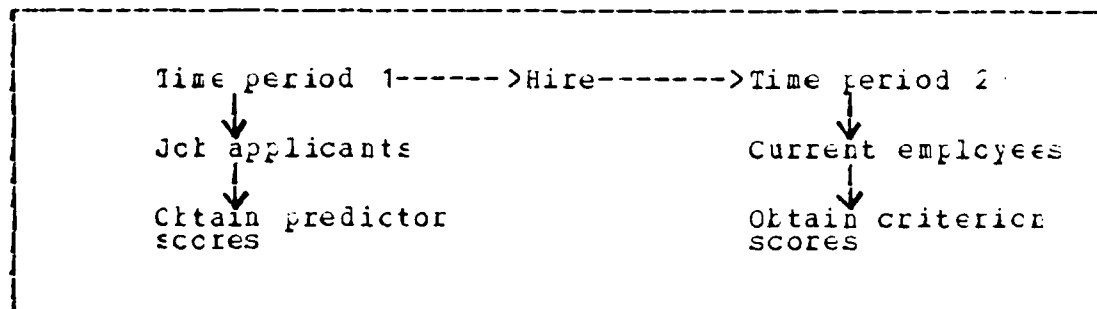 Time period 1------>Hire------->Time period 2
Job applicants Current employees
Obtain predictor Obtain criterion
scores scores